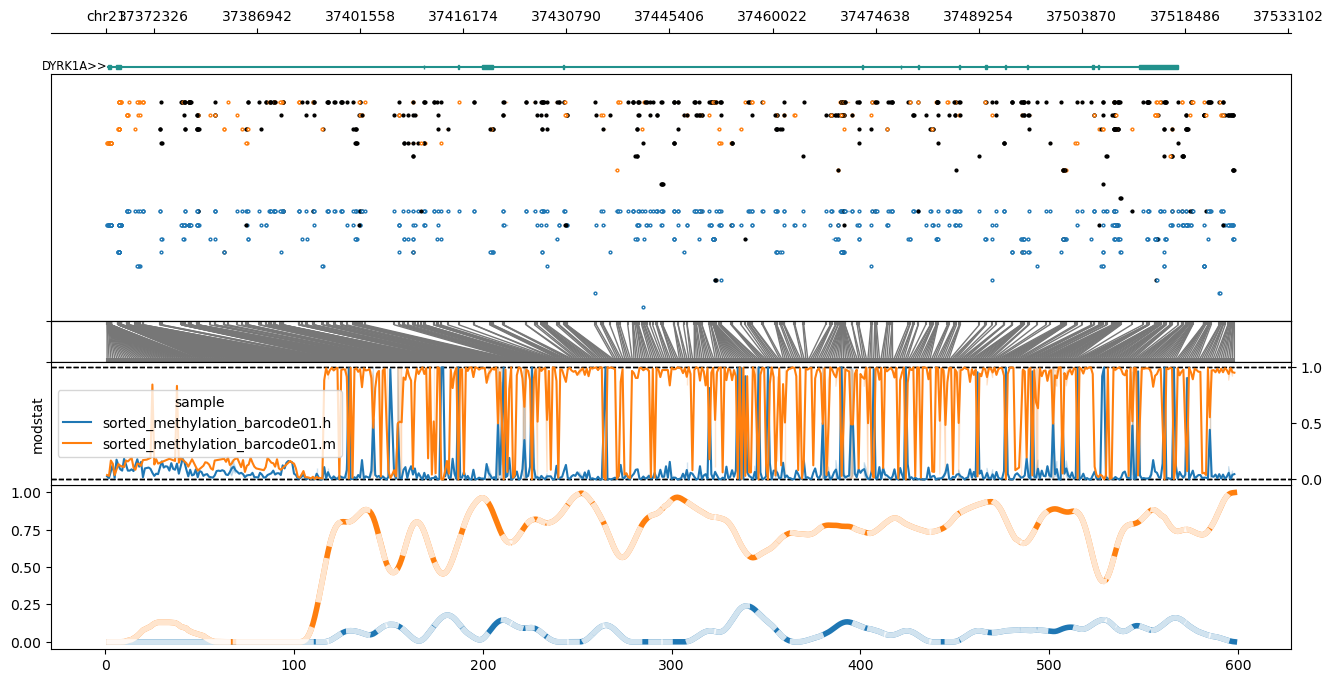 chr21 37372326 37386942 37401558 37416174 37430790 37445406 37460022 37474638 37489254 37503870 37518486 37533102
DYRK1A>>
modstat
sample
sorted_methylation_barcode01.h
sorted_methylation_barcode01.m
1.0
0.5
0.0
1.00
0.75
0.50
0.25
0.00
0 100 200 300 400 500 600